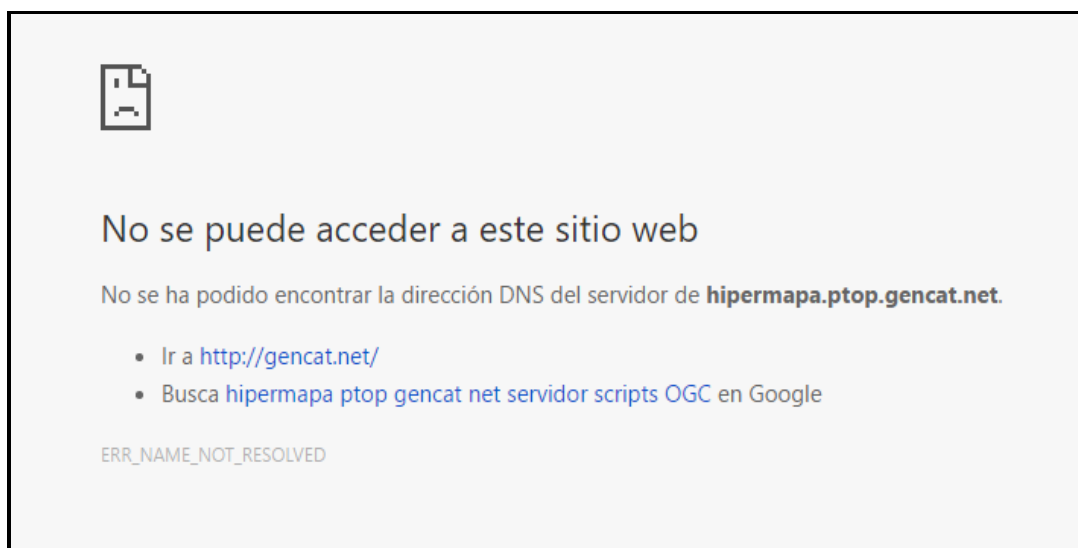 No se puede acceder a este sitio web
No se ha podido encontrar la dirección DNS del servidor de hipermapa.ptop.gencat.net.
• Ir a http://gencat.net/
• Busca hipermapa ptop gencat net servidor scripts OGC en Google
ERR_NAME_NOT_RESOLVED